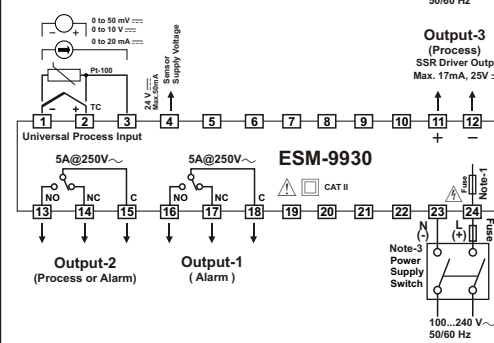 50/60 Hz
0 to 50 mV
0 to 10 V
0 to 20 mA
Output-3
(Process)
SSR Driver Outp
Max. 17mA, 25V
Pt-100
TC
24 V
Max.50mA
Sensor
Supply Voltage
1 2 3 4 5 6 7 8 9 10 11 12
Universal Process Input
+ −
5A@250V~
5A@250V~
ESM-9930
CAT II
Fuse
Note-1
NO NC C NO NC C
13 14 15 16 17 18 19 20 21 22 23 24
N
(-)
L
(+)
Fuse
Output-2
(Process or Alarm)
Output-1
( Alarm )
Note-3
Power
Supply
Switch
100...240 V~
50/60 Hz